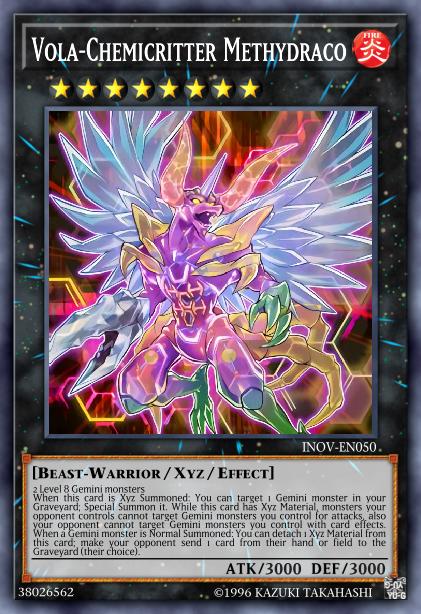 Vola-Chemicritter Methydraco
FIRE
炎
INOV-EN050
[Beast-Warrior / Xyz / Effect]
2 Level 8 Gemini monsters
When this card is Xyz Summoned: You can target 1 Gemini monster in your
Graveyard; Special Summon it. While this card has Xyz Material, monsters your
opponent controls cannot target Gemini monsters you control for attacks, also
your opponent cannot target Gemini monsters you control with card effects.
When a Gemini monster is Normal Summoned: You can detach 1 Xyz Material from
this card; make your opponent send 1 card from their hand or field to the
Graveyard (their choice).
ATK/3000 DEF/3000
38026562
©1996 KAZUKI TAKAHASHI